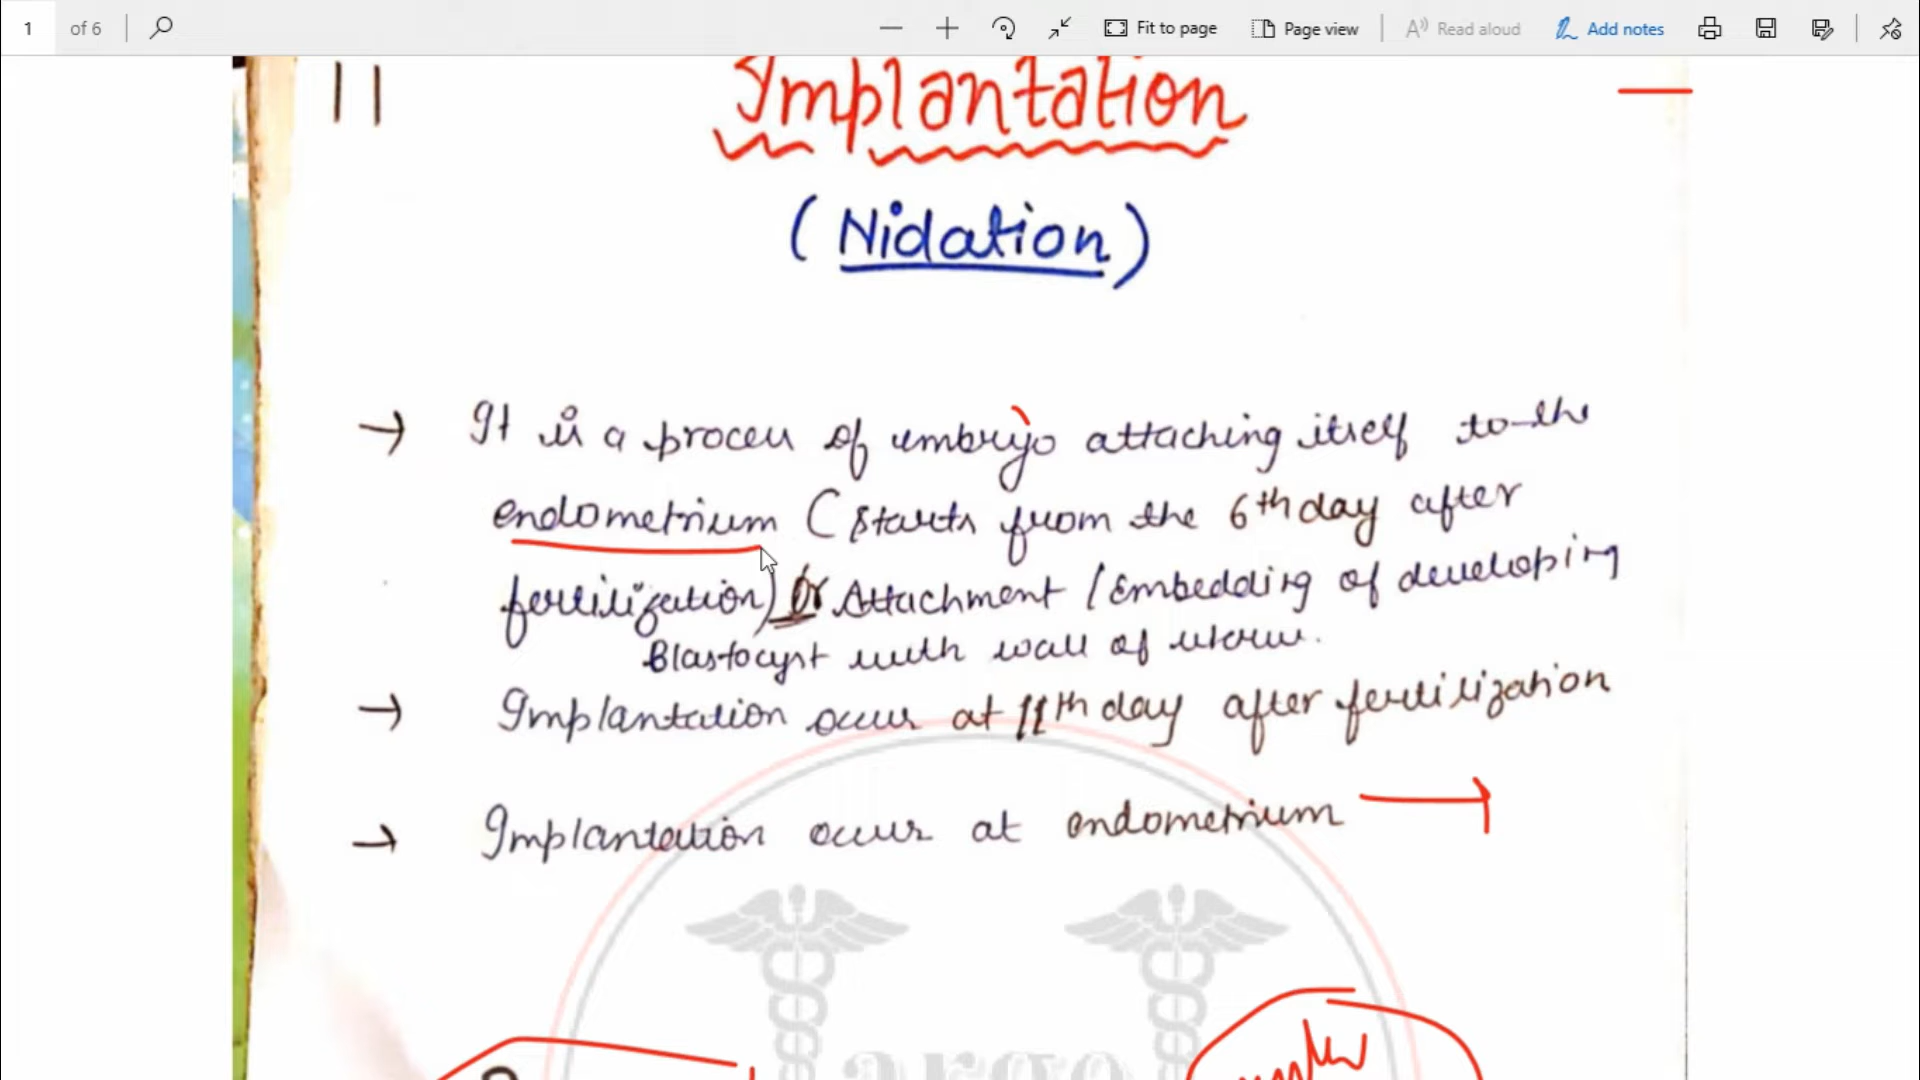 1 of 6 Fit to page Page view Read aloud Add notes
11
Implantation
(Nidation)
→ It is a process of embryo attaching itself to the
endometrium (starts from the 6th day after
fertilization) Or Attachment / Embedding of developing
Blastocyst with wall of uterus.
→ Implantation occur at 11th day after fertilization
→ Implantation occur at endometrium